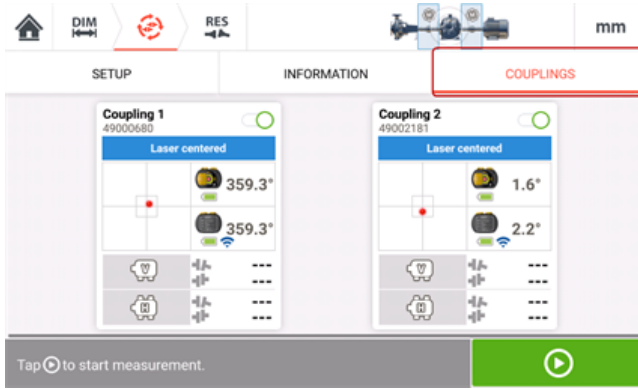 DIM
RES
mm
SETUP
INFORMATION
COUPLINGS
Coupling 1
49000680
Laser centered
359.3°
359.3°
V
---
---
H
---
---
Coupling 2
49002181
Laser centered
1.6°
2.2°
V
---
---
H
---
---
Tap to start measurement.